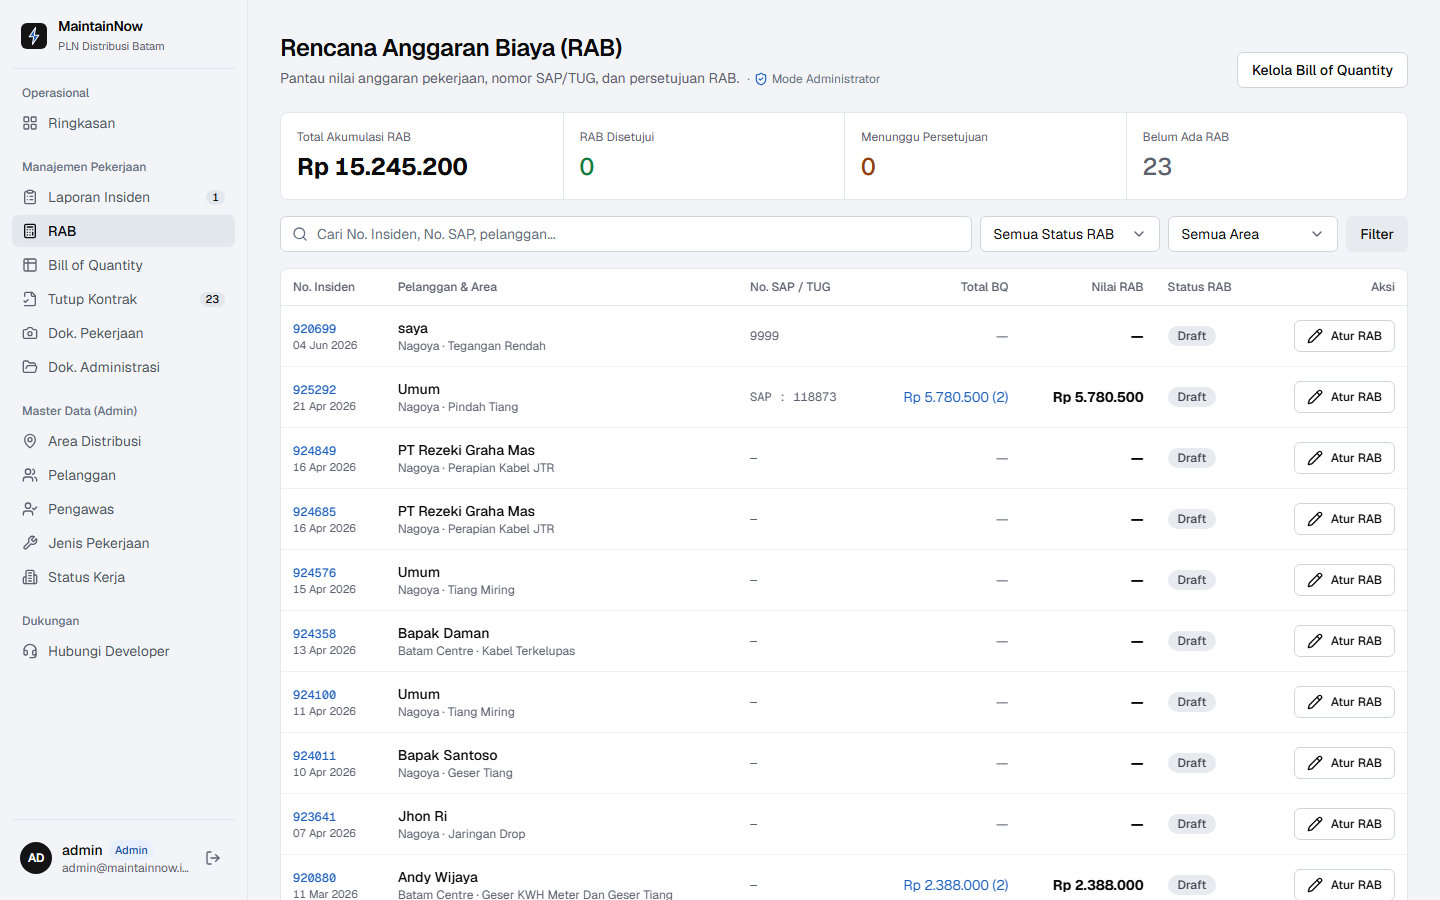 MaintainNow
PLN Distribusi Batam
Operasional
Ringkasan
Manajemen Pekerjaan
Laporan Insiden 1
RAB
Bill of Quantity
Tutup Kontrak 23
Dok. Pekerjaan
Dok. Administrasi
Master Data (Admin)
Area Distribusi
Pelanggan
Pengawas
Jenis Pekerjaan
Status Kerja
Dukungan
Hubungi Developer
AD
admin Admin
admin@maintainnow.i...
Rencana Anggaran Biaya (RAB)
Pantau nilai anggaran pekerjaan, nomor SAP/TUG, dan persetujuan RAB. · Mode Administrator
Kelola Bill of Quantity
Total Akumulasi RAB
Rp 15.245.200
RAB Disetujui
0
Menunggu Persetujuan
0
Belum Ada RAB
23
Cari No. Insiden, No. SAP, pelanggan...
Semua Status RAB
Semua Area
Filter
No. Insiden Pelanggan & Area No. SAP / TUG Total BQ Nilai RAB Status RAB Aksi
920699 saya 9999 — — Draft Atur RAB
04 Jun 2026 Nagoya · Tegangan Rendah
925292 Umum SAP : 118873 Rp 5.780.500 (2) Rp 5.780.500 Draft Atur RAB
21 Apr 2026 Nagoya · Pindah Tiang
924849 PT Rezeki Graha Mas – — — Draft Atur RAB
16 Apr 2026 Nagoya · Perapian Kabel JTR
924685 PT Rezeki Graha Mas – — — Draft Atur RAB
16 Apr 2026 Nagoya · Perapian Kabel JTR
924576 Umum – — — Draft Atur RAB
15 Apr 2026 Nagoya · Tiang Miring
924358 Bapak Daman – — — Draft Atur RAB
13 Apr 2026 Batam Centre · Kabel Terkelupas
924100 Umum – — — Draft Atur RAB
11 Apr 2026 Nagoya · Tiang Miring
924011 Bapak Santoso – — — Draft Atur RAB
10 Apr 2026 Nagoya · Geser Tiang
923641 Jhon Ri – — — Draft Atur RAB
07 Apr 2026 Nagoya · Jaringan Drop
920880 Andy Wijaya – Rp 2.388.000 (2) Rp 2.388.000 Draft Atur RAB
11 Mar 2026 Batam Centre · Geser KWH Meter Dan Geser Tiang